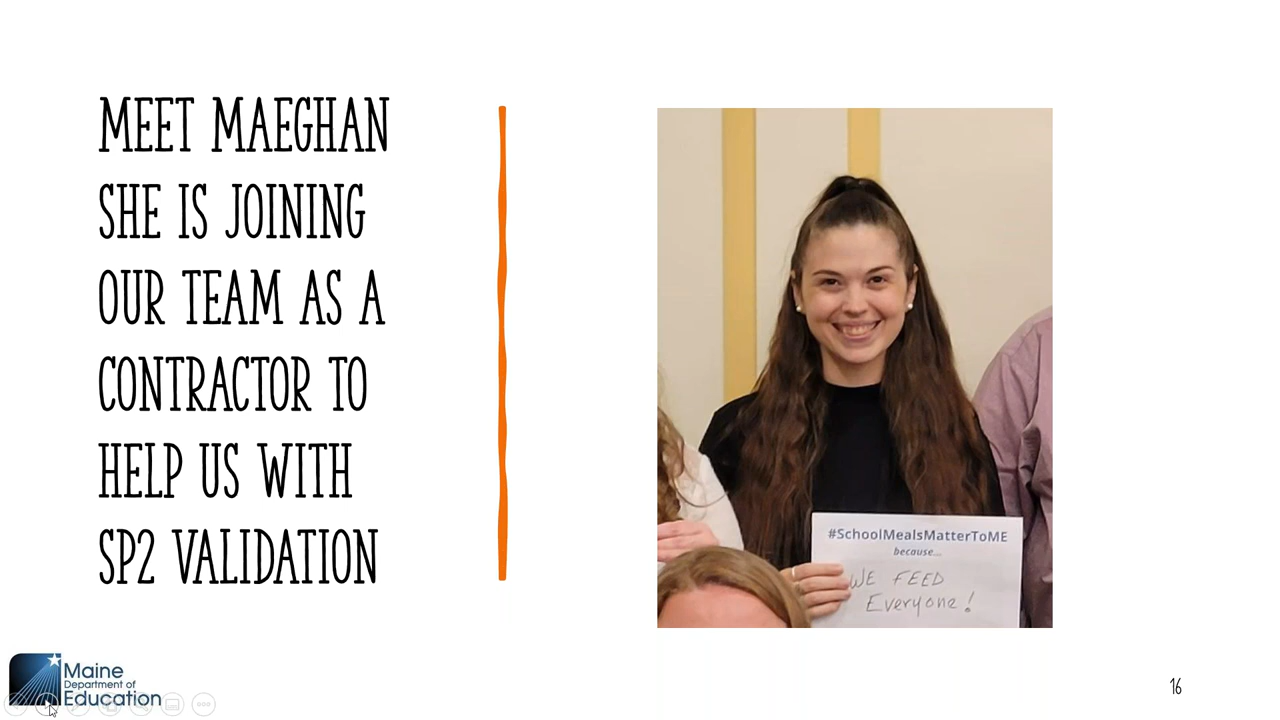 MEET MAEGHAN
SHE IS JOINING
OUR TEAM AS A
CONTRACTOR TO
HELP US WITH
SP2 VALIDATION
#SchoolMealsMatterToME
because...
WE FEED
Everyone!
Maine
Department of
Education
16